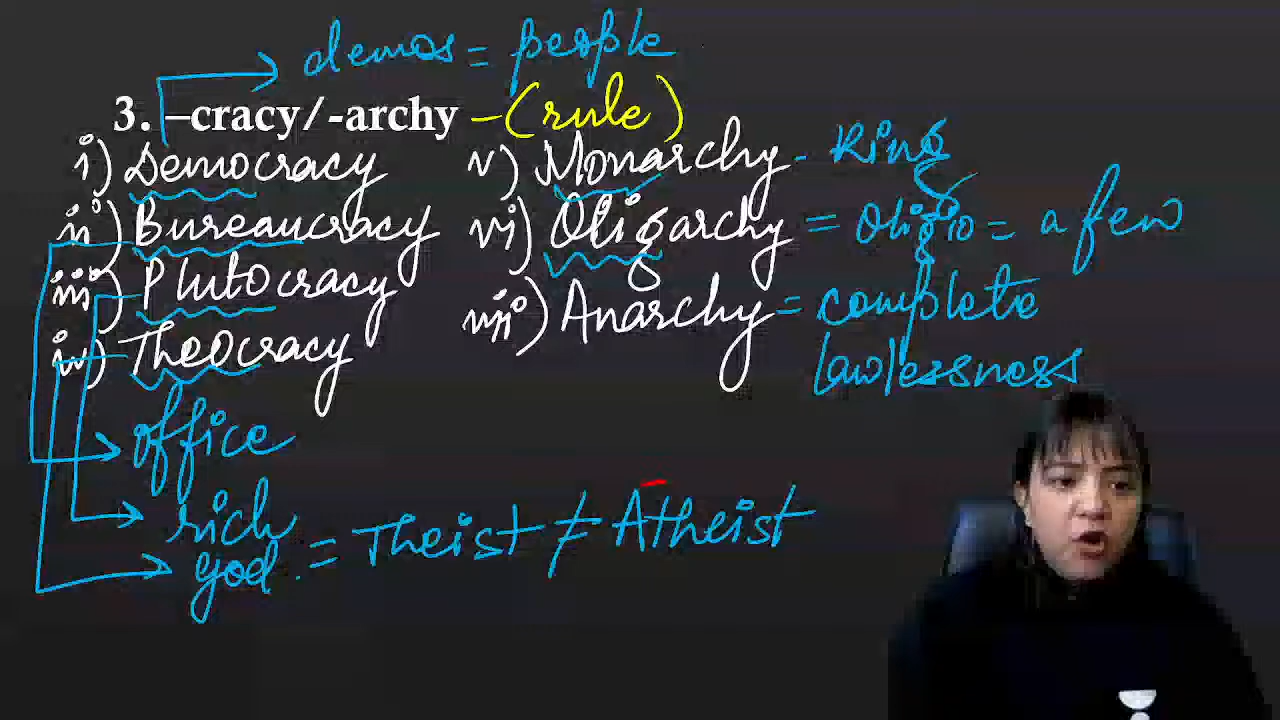 demos = people
3. –cracy/-archy –(rule)
i) Democracy
ii) Bureaucracy
iii) Plutocracy
iv) Theocracy
office
rich
god = Theist ≠ Atheist
v) Monarchy - King
vi) Oligarchy = Oligio = a few
vii) Anarchy = complete
lawlessness